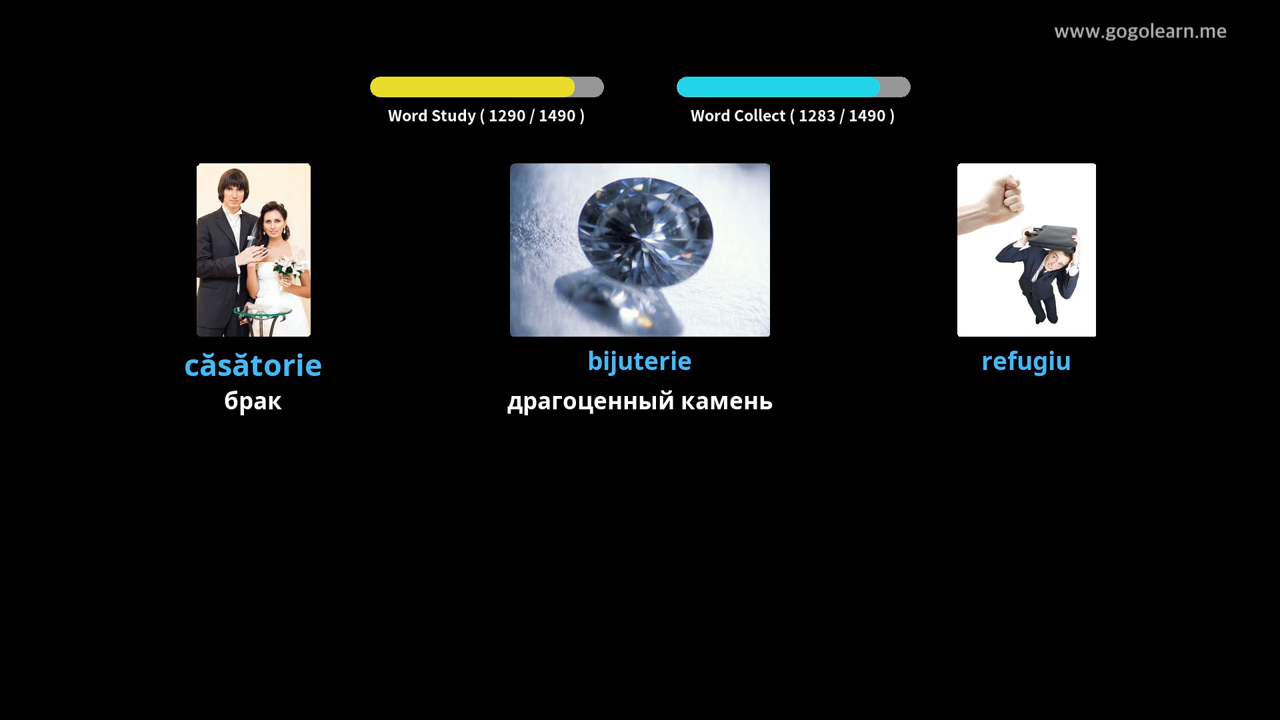 www.gogolearn.me
Word Study ( 1290 / 1490 )
Word Collect ( 1283 / 1490 )
căsătorie
bijuterie
refugiu
брак
драгоценный камень